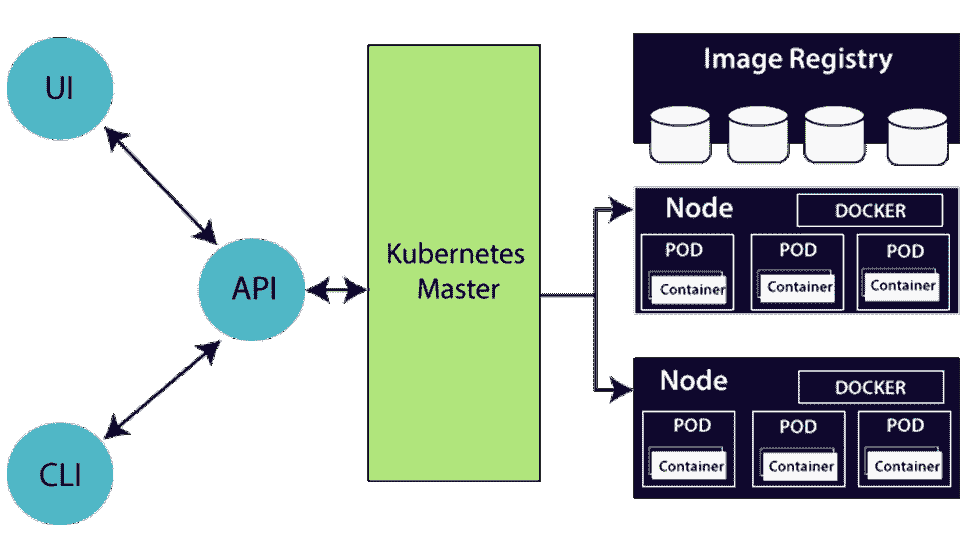 UI
API
CLI
Kubernetes
Master
Image Registry
Node
DOCKER
POD
POD
POD
Container
Container
Container
Node
DOCKER
POD
POD
POD
Container
Container
Container